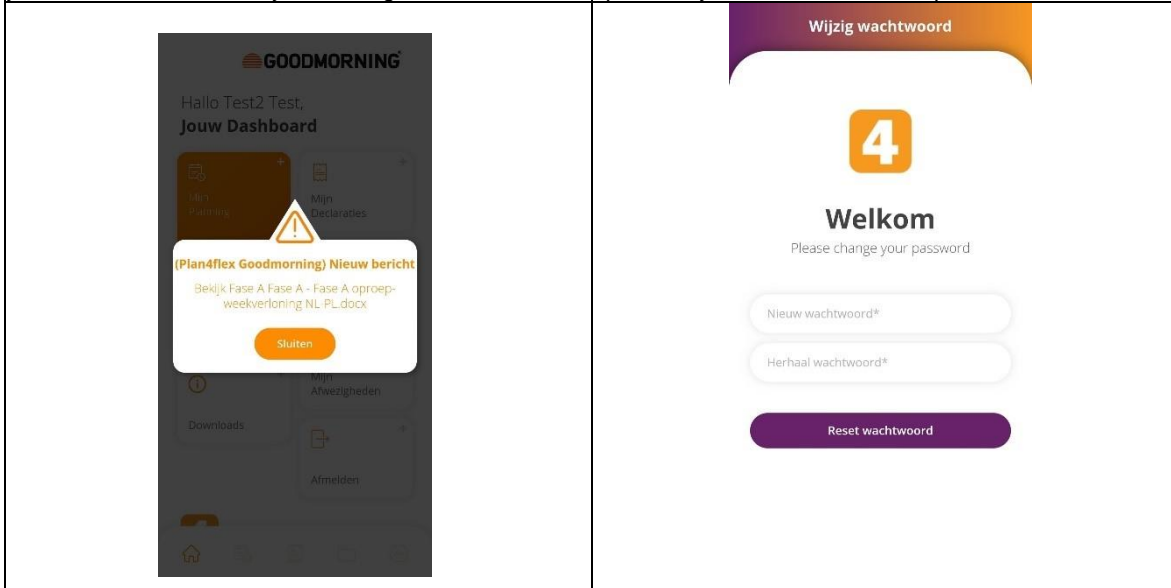 GOODMORNING
Hallo Test2 Test,
Jouw Dashboard
Mijn
Planning
Mijn
Declaraties
(Plan4flex Goodmorning) Nieuw bericht
Bekijk Fase A Fase A - Fase A oproep-
weekverloning NL-PL.docx
Sluiten
Downloads
Mijn
Afwezigheden
Afmelden
Wijzig wachtwoord
4
Welkom
Please change your password
Nieuw wachtwoord*
Herhaal wachtwoord*
Reset wachtwoord